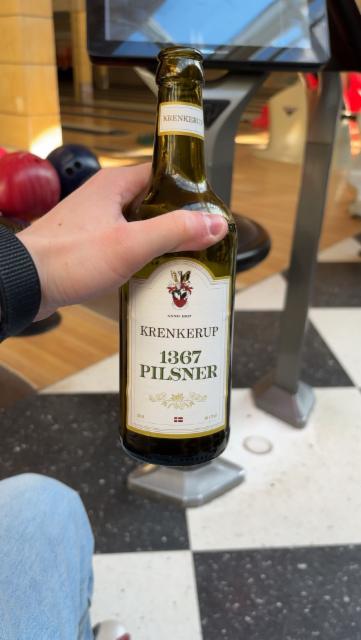 KRENKERUP
ANNO 1367
KRENKERUP
1367
PILSNER